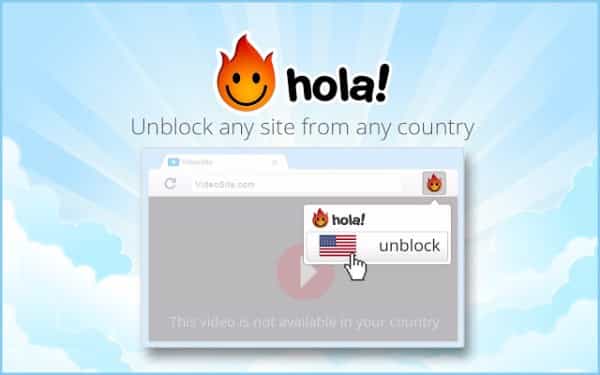 hola!
Unblock any site from any country
VideoSite
VideoSite.com
hola!
unblock
This video is not available in your country